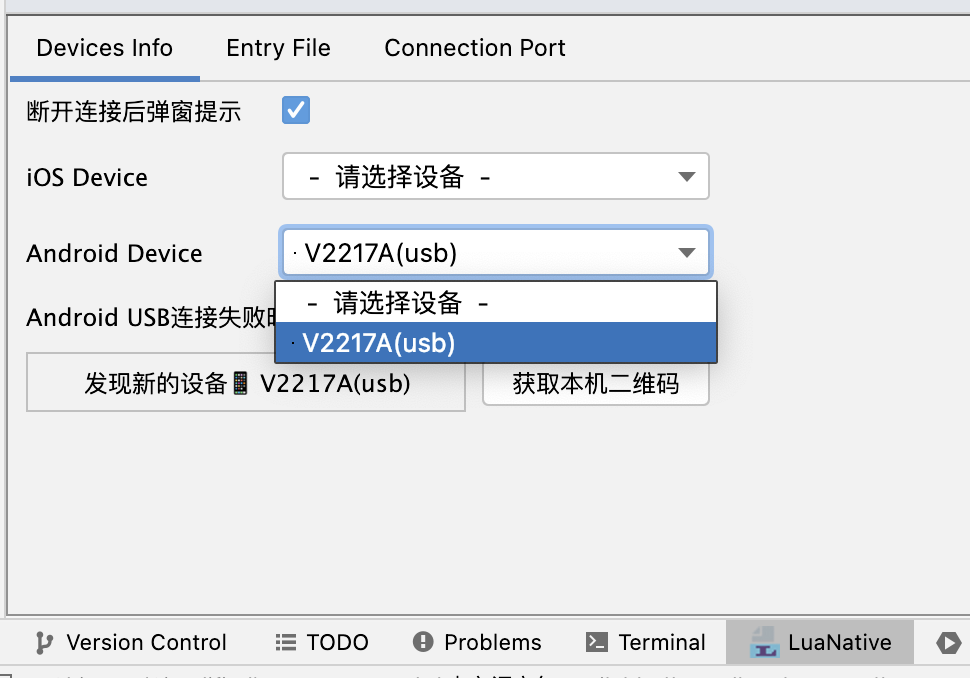 Devices Info Entry File Connection Port
断开连接后弹窗提示
iOS Device - 请选择设备 -
Android Device · V2217A(usb)
- 请选择设备 -
Android USB连接失败
· V2217A(usb)
发现新的设备📱 V2217A(usb) 获取本机二维码
Version Control TODO Problems Terminal LuaNative